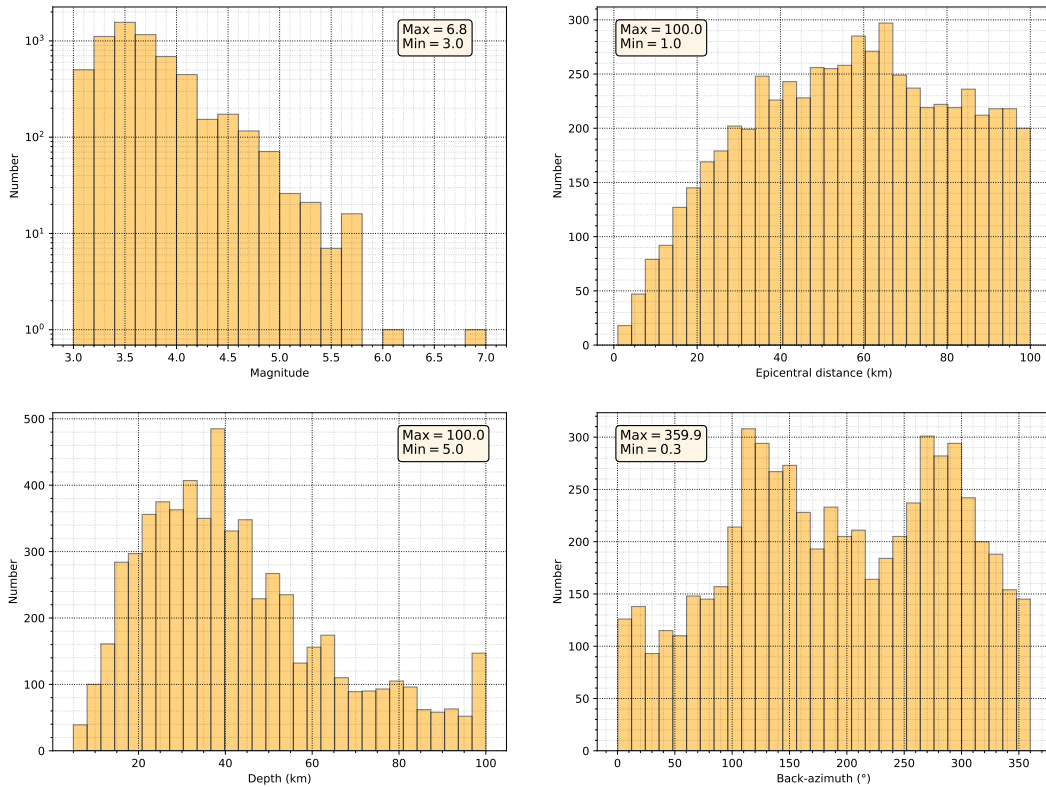 Max = 6.8
Min = 3.0
10³
10²
10¹
10⁰
Number
3.0 3.5 4.0 4.5 5.0 5.5 6.0 6.5 7.0
Magnitude
Max = 100.0
Min = 1.0
300
250
200
150
100
50
0
Number
0 20 40 60 80 100
Epicentral distance (km)
Max = 100.0
Min = 5.0
500
400
300
200
100
0
Number
20 40 60 80 100
Depth (km)
Max = 359.9
Min = 0.3
300
250
200
150
100
50
0
Number
0 50 100 150 200 250 300 350
Back-azimuth (°)